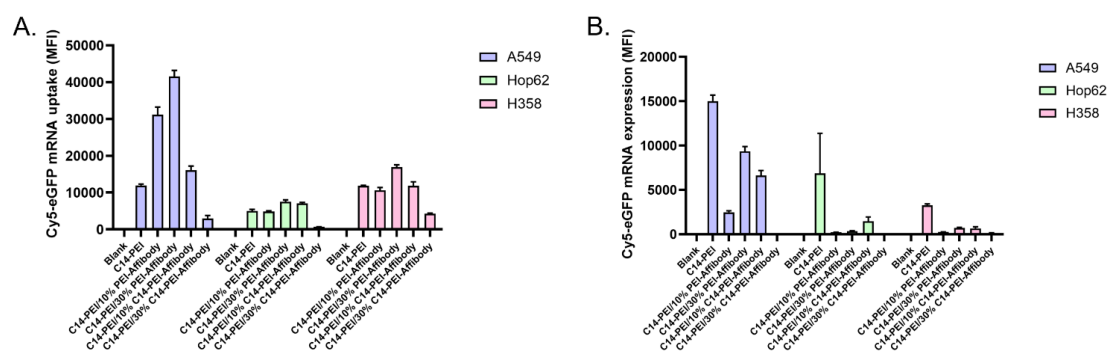 A.
Cy5-eGFP mRNA uptake (MFI)
50000
40000
30000
20000
10000
0
Blank
C14-PEI
C14-PEI/10% PEI-Affibody
C14-PEI/30% PEI-Affibody
C14-PEI/10% C14-PEI-Affibody
C14-PEI/30% C14-PEI-Affibody
Blank
C14-PEI
C14-PEI/10% PEI-Affibody
C14-PEI/30% PEI-Affibody
C14-PEI/10% C14-PEI-Affibody
C14-PEI/30% C14-PEI-Affibody
Blank
C14-PEI
C14-PEI/10% PEI-Affibody
C14-PEI/30% PEI-Affibody
C14-PEI/10% C14-PEI-Affibody
C14-PEI/30% C14-PEI-Affibody
A549
Hop62
H358
B.
Cy5-eGFP mRNA expression (MFI)
20000
15000
10000
5000
0
Blank
C14-PEI
C14-PEI/10% PEI-Affibody
C14-PEI/30% PEI-Affibody
C14-PEI/10% C14-PEI-Affibody
C14-PEI/30% C14-PEI-Affibody
Blank
C14-PEI
C14-PEI/10% PEI-Affibody
C14-PEI/30% PEI-Affibody
C14-PEI/10% C14-PEI-Affibody
C14-PEI/30% C14-PEI-Affibody
Blank
C14-PEI
C14-PEI/10% PEI-Affibody
C14-PEI/30% PEI-Affibody
C14-PEI/10% C14-PEI-Affibody
C14-PEI/30% C14-PEI-Affibody
A549
Hop62
H358